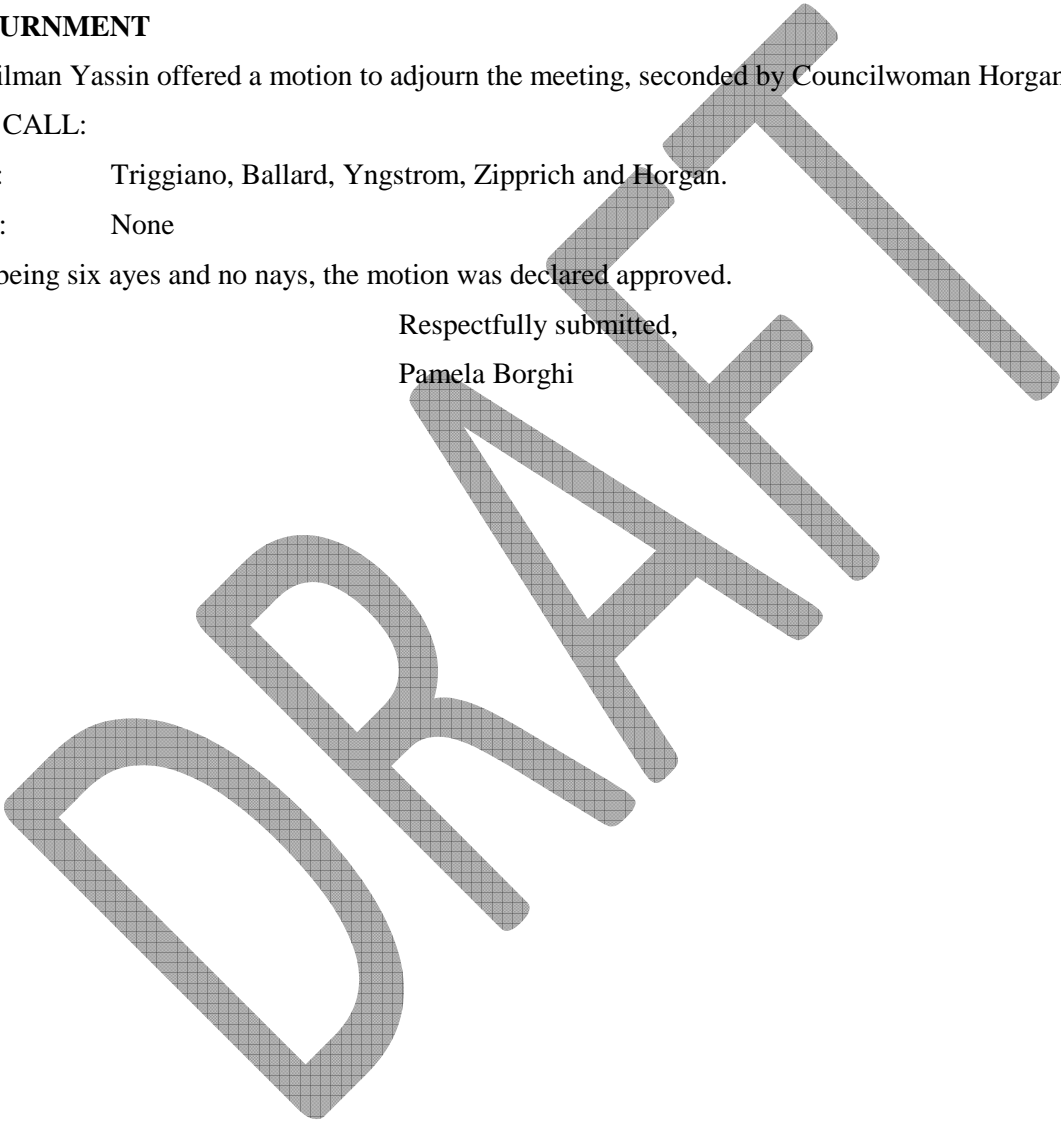 URNMENT
ilman Yassin offered a motion to adjourn the meeting, seconded by Councilwoman Horgan
CALL:
: Triggiano, Ballard, Yngstrom, Zipprich and Horgan.
: None
being six ayes and no nays, the motion was declared approved.
Respectfully submitted,
Pamela Borghi
DRAFT